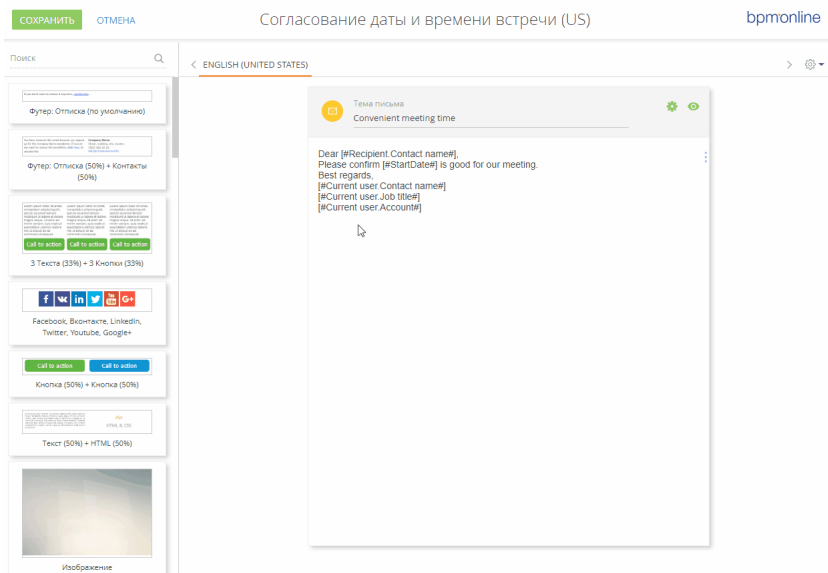 СОХРАНИТЬ
ОТМЕНА
Согласование даты и времени встречи (US)
bpmonline
Поиск
ENGLISH (UNITED STATES)
Футер: Отписка (по умолчанию)
Футер: Отписка (50%) + Контакты
(50%)
Call to action Call to action Call to action
3 Текста (33%) + 3 Кнопки (33%)
Facebook, Вконтакте, Linkedin,
Twitter, Youtube, Google+
Call to action Call to action
Кнопка (50%) + Кнопка (50%)
HTML & CSS
Текст (50%) + HTML (50%)
Изображение
Тема письма
Convenient meeting time
Dear [#Recipient.Contact name#],
Please confirm [#StartDate#] is good for our meeting.
Best regards,
[#Current user.Contact name#]
[#Current user.Job title#]
[#Current user.Account#]